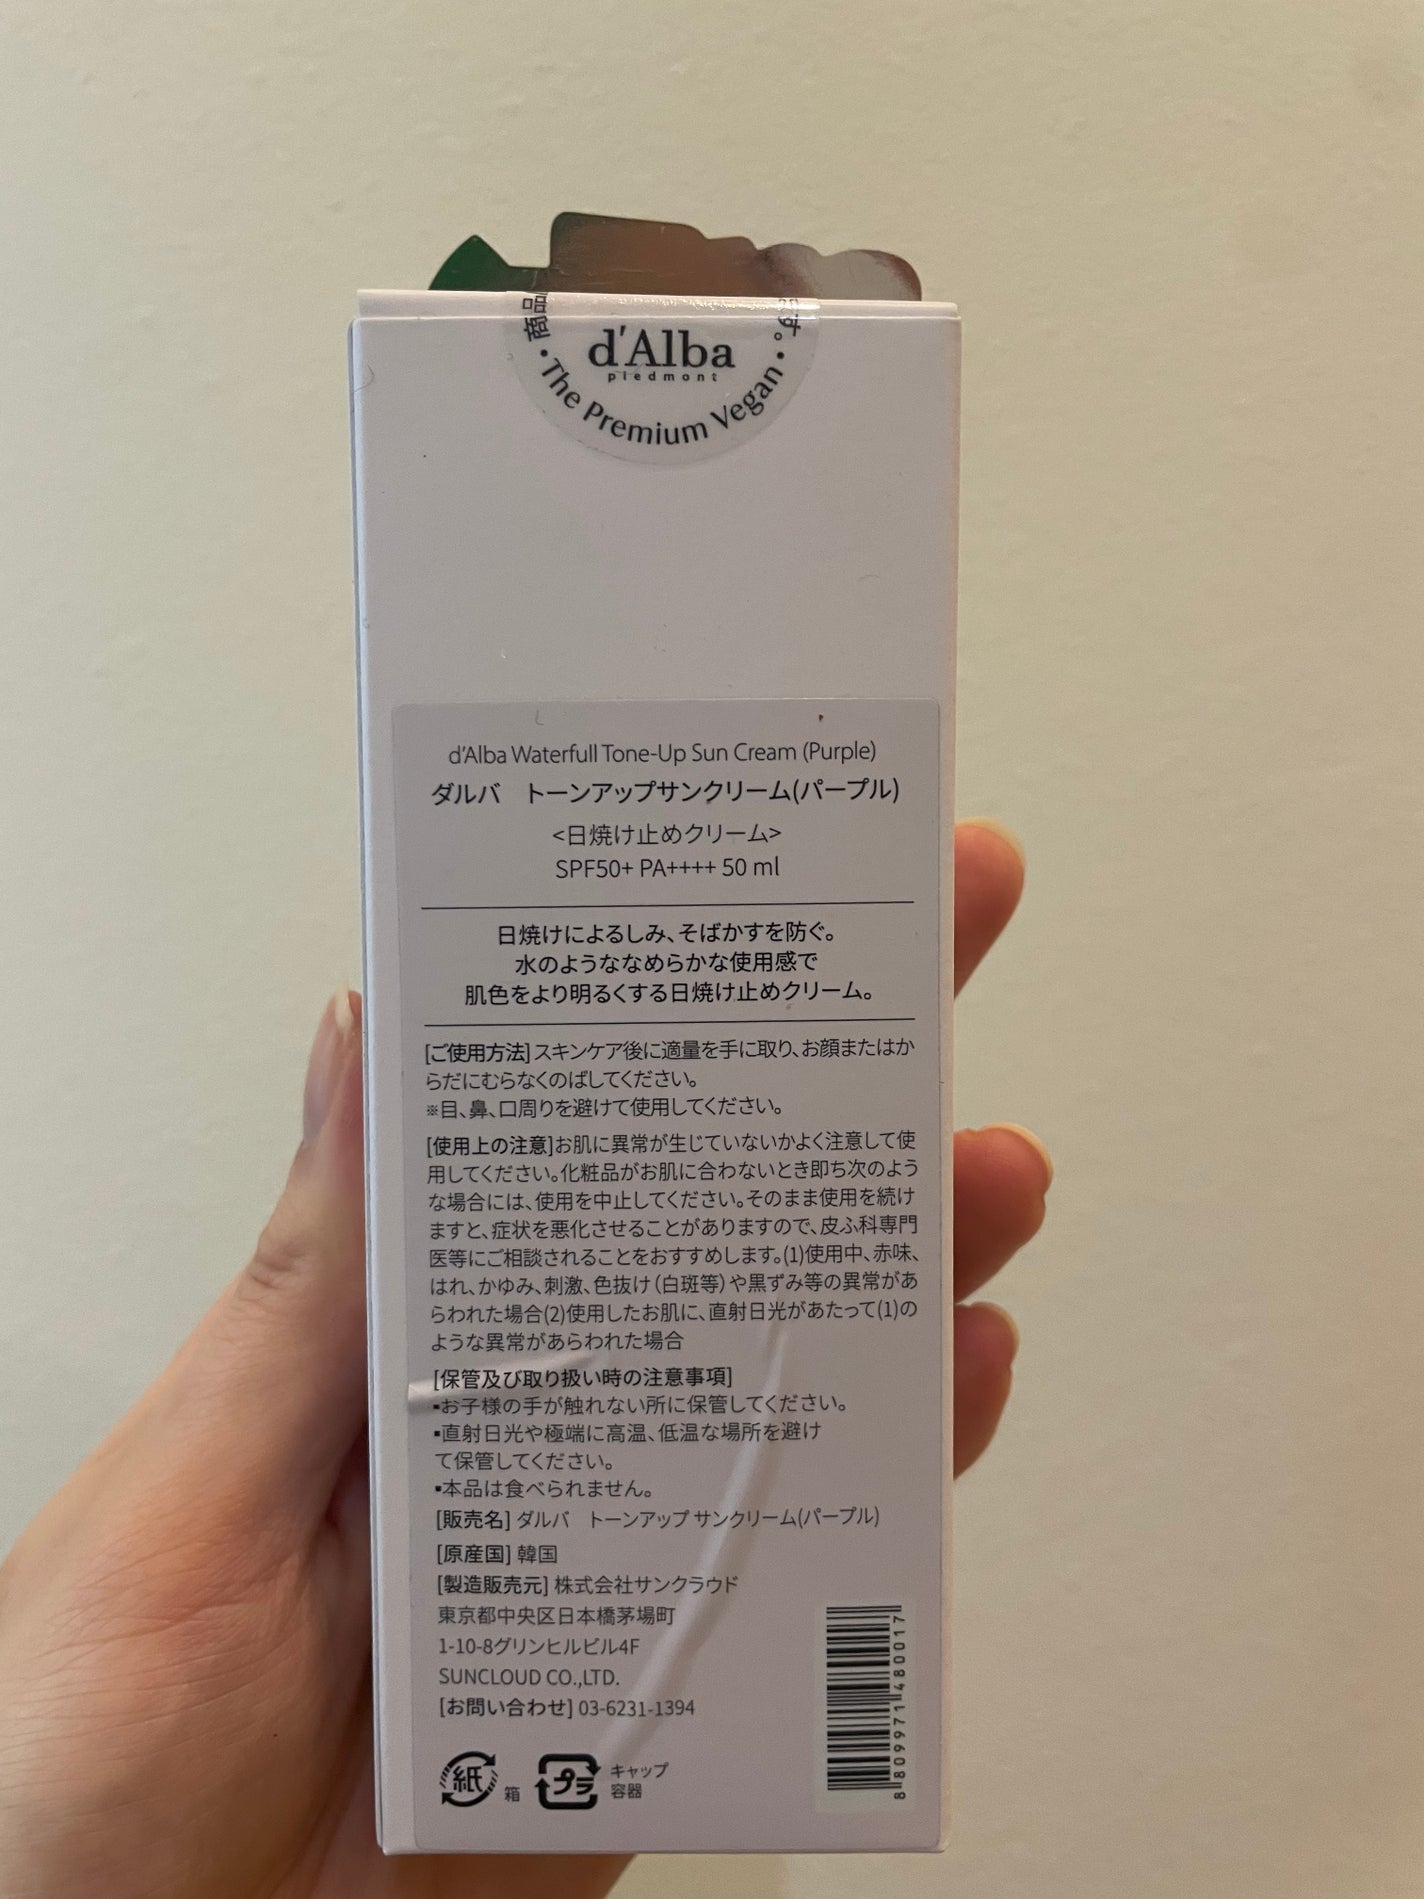 商品
す。
d'Alba
piedmont
•The Premium Vegan•
d'Alba Waterfull Tone-Up Sun Cream (Purple)
ダルバ　トーンアップサンクリーム(パープル)
<日焼け止めクリーム>
SPF50+ PA++++ 50 ml
日焼けによるしみ、そばかすを防ぐ。
水のようななめらかな使用感で
肌色をより明るくする日焼け止めクリーム。
[ご使用方法]スキンケア後に適量を手に取り、お顔またはか
らだにむらなくのばしてください。
※目、鼻、口周りを避けて使用してください。
[使用上の注意]お肌に異常が生じていないかよく注意して使
用してください。化粧品がお肌に合わないとき即ち次のよう
な場合には、使用を中止してください。そのまま使用を続け
ますと、症状を悪化させることがありますので、皮ふ科専門
医等にご相談されることをおすすめします。(1)使用中、赤味、
はれ、かゆみ、刺激、色抜け（白斑等）や黒ずみ等の異常があ
らわれた場合(2)使用したお肌に、直射日光があたって(1)の
ような異常があらわれた場合
[保管及び取り扱い時の注意事項]
▪お子様の手が触れない所に保管してください。
▪直射日光や極端に高温、低温な場所を避け
て保管してください。
▪本品は食べられません。
[販売名] ダルバ　トーンアップ サンクリーム(パープル)
[原産国] 韓国
[製造販売元] 株式会社サンクラウド
東京都中央区日本橋茅場町
1-10-8グリンヒルビル4F
SUNCLOUD CO.,LTD.
[お問い合わせ] 03-6231-1394
紙 箱
プラ キャップ
容器
8809971480017